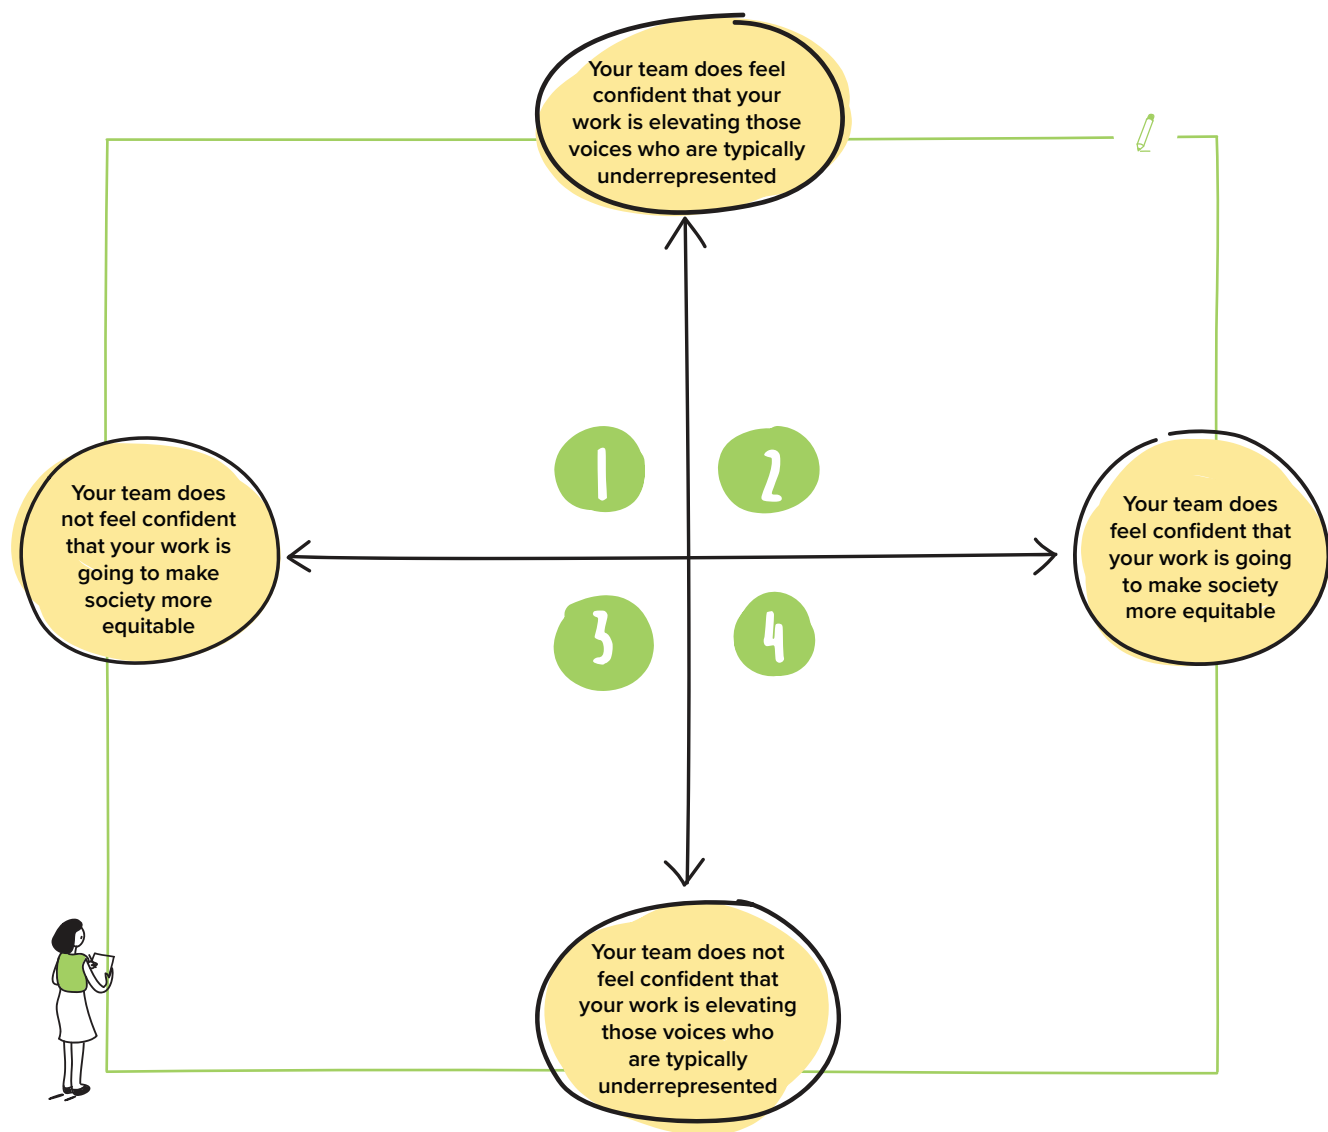 Your team does feel
confident that your
work is elevating those
voices who are typically
underrepresented
1
2
Your team does
not feel confident
that your work is
going to make
society more
equitable
Your team does
feel confident that
your work is going
to make society
more equitable
3
4
Your team does not
feel confident that
your work is elevating
those voices who
are typically
underrepresented